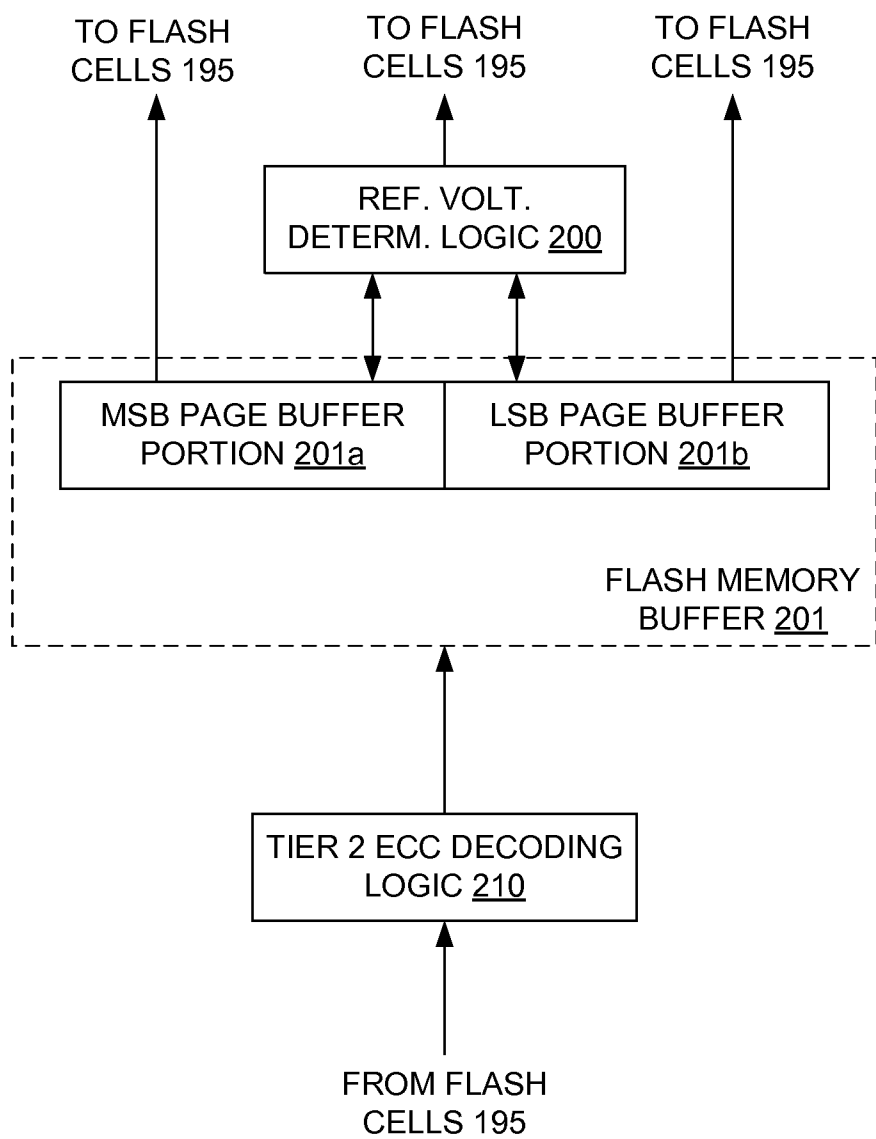 TO FLASH
CELLS 195
TO FLASH
CELLS 195
TO FLASH
CELLS 195
REF. VOLT.
DETERM. LOGIC 200
MSB PAGE BUFFER
PORTION 201a
LSB PAGE BUFFER
PORTION 201b
FLASH MEMORY
BUFFER 201
TIER 2 ECC DECODING
LOGIC 210
FROM FLASH
CELLS 195